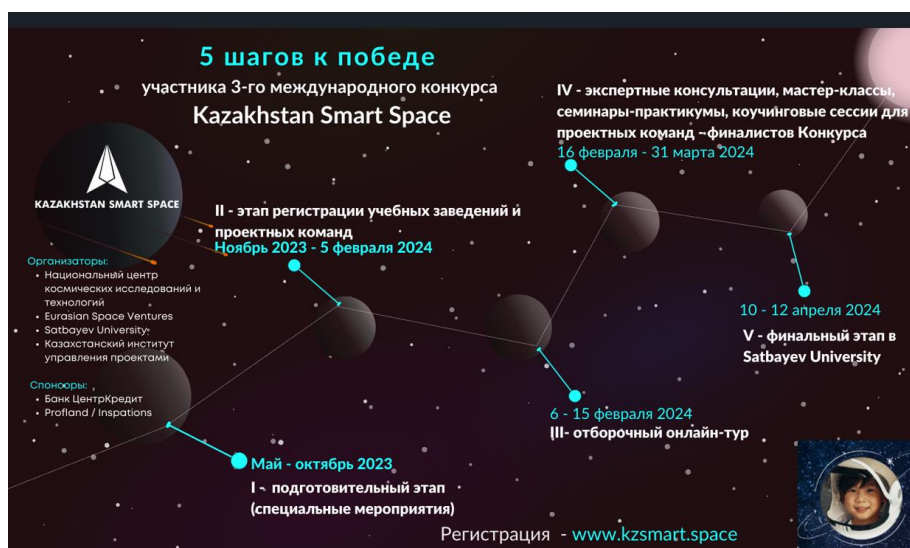 5 шагов к победе
участника 3-го международного конкурса
Kazakhstan Smart Space
KAZAKHSTAN SMART SPACE
Организаторы:
• Национальный центр
космических исследований и
технологий
• Eurasian Space Ventures
• Satbayev University
• Казахстанский институт
управления проектами
Спонсоры:
• Банк ЦентрКредит
• Profland / Inspations
Май - октябрь 2023
I - подготовительный этап
(специальные мероприятия)
II - этап регистрации учебных заведений и
проектных команд
Ноябрь 2023 - 5 февраля 2024
6 - 15 февраля 2024
III- отборочный онлайн-тур
IV - экспертные консультации, мастер-классы,
семинары-практикумы, коучинговые сессии для
проектных команд –финалистов Конкурса
16 февраля - 31 марта 2024
10 - 12 апреля 2024
V - финальный этап в
Satbayev University
Регистрация - www.kzsmart.space